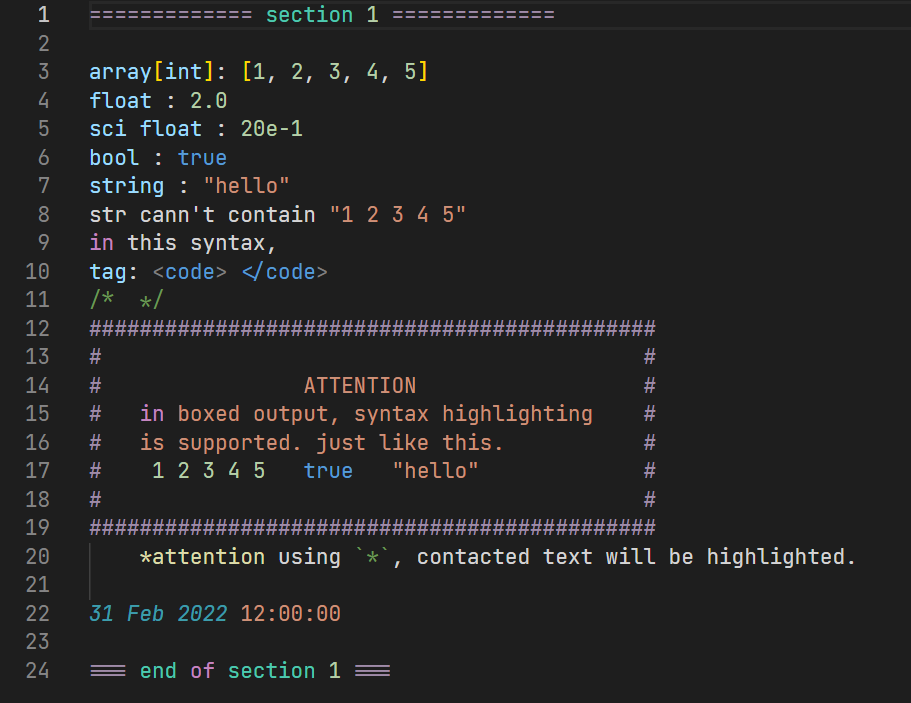 1 ============= section 1 =============
2
3 array[int]: [1, 2, 3, 4, 5]
4 float : 2.0
5 sci float : 20e-1
6 bool : true
7 string : "hello"
8 str cann't contain "1 2 3 4 5"
9 in this syntax,
10 tag: <code> </code>
11 /*  */
12 #############################################
13 #                                           #
14 #                ATTENTION                  #
15 #   in boxed output, syntax highlighting    #
16 #   is supported. just like this.           #
17 #    1 2 3 4 5   true   "hello"             #
18 #                                           #
19 #############################################
20     *attention using `*`, contacted text will be highlighted.
21
22 31 Feb 2022 12:00:00
23
24 === end of section 1 ===